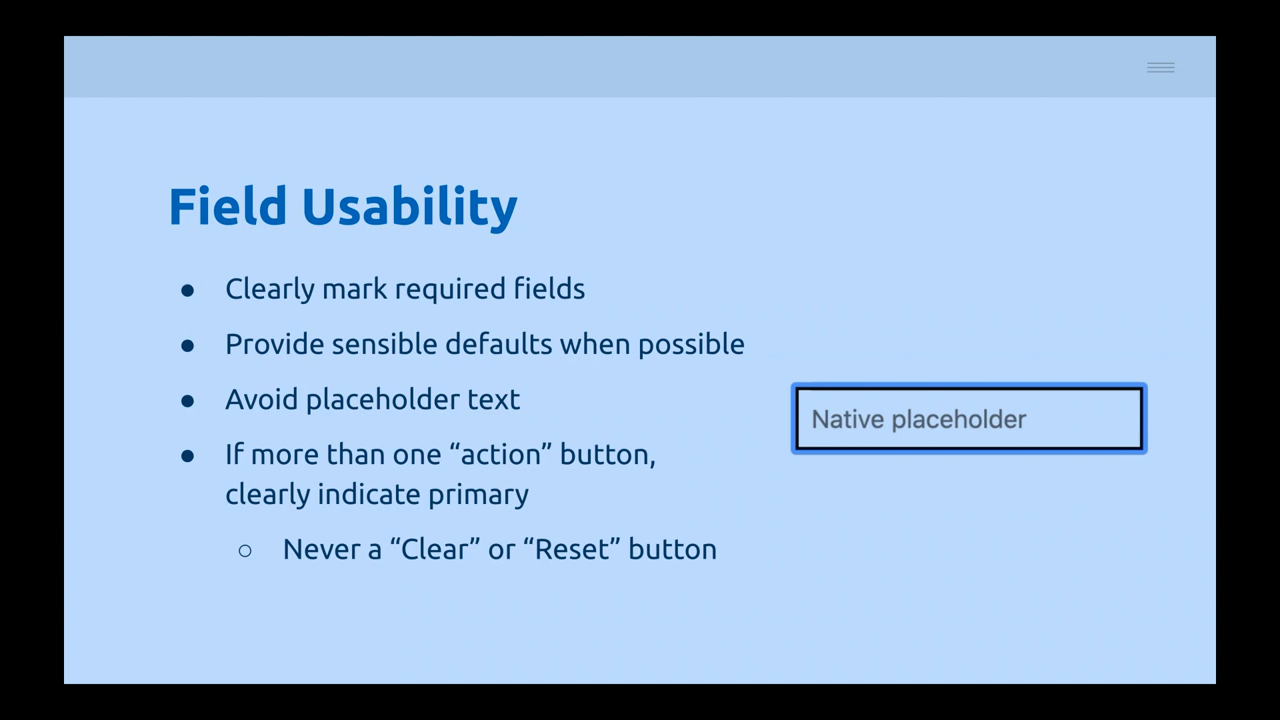 Field Usability
● Clearly mark required fields
● Provide sensible defaults when possible
● Avoid placeholder text
● If more than one “action” button,
clearly indicate primary
○ Never a “Clear” or “Reset” button
Native placeholder